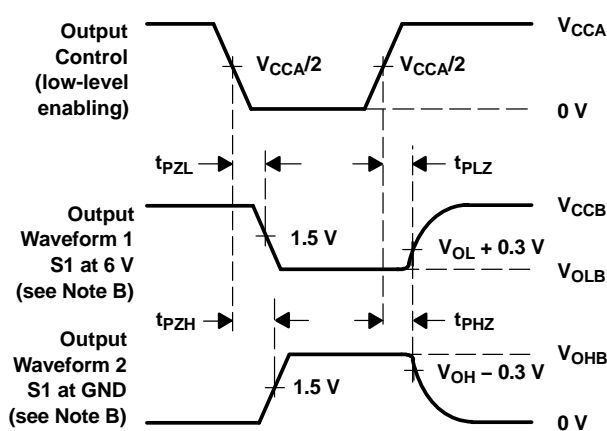 Output
Control
(low-level
enabling)
V_CCA/2
V_CCA/2
V_CCA
0 V
t_PZL
t_PLZ
Output
Waveform 1
S1 at 6 V
(see Note B)
1.5 V
V_CCB
V_OL + 0.3 V
V_OLB
t_PZH
t_PHZ
Output
Waveform 2
S1 at GND
(see Note B)
1.5 V
V_OHB
V_OH − 0.3 V
0 V